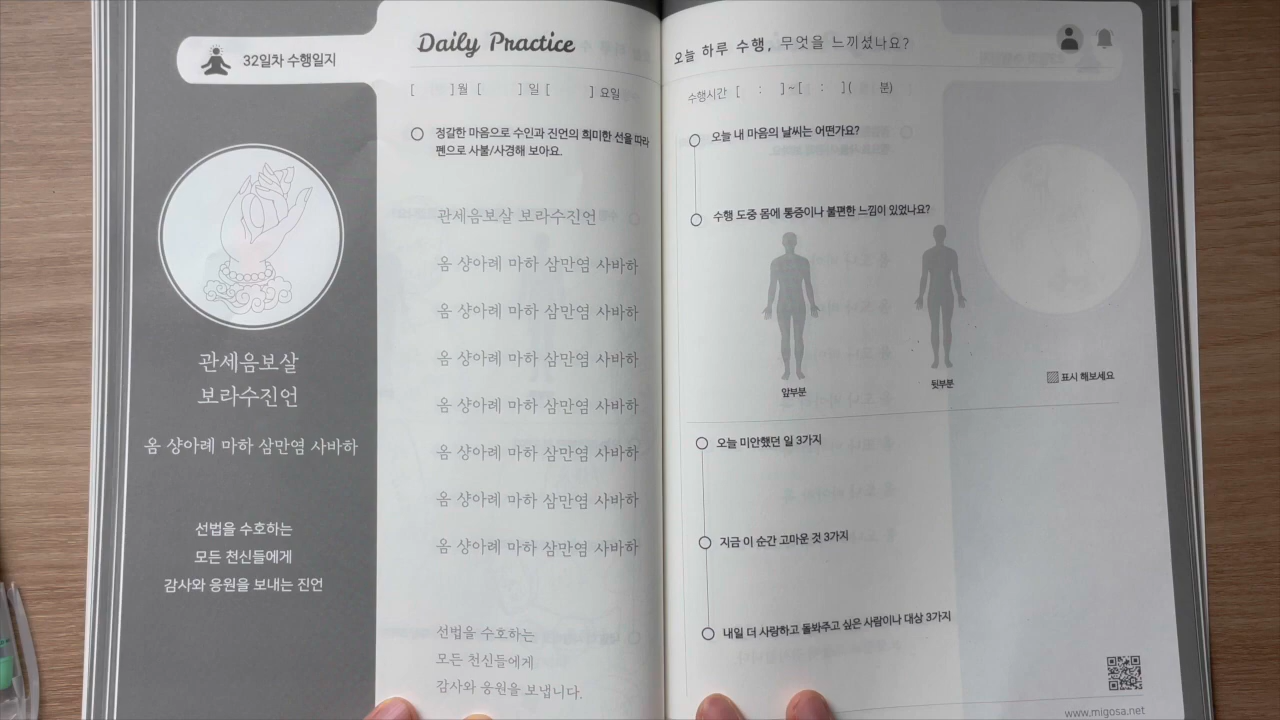 32일차 수행일지
관세음보살
보라수진언
옴 샹아례 마하 삼만염 사바하
선법을 수호하는
모든 천신들에게
감사와 응원을 보내는 진언
Daily Practice
[ ]월 [ ]일 [ ] 요일
정갈한 마음으로 수인과 진언의 희미한 선을 따라
펜으로 사불/사경해 보아요.
관세음보살 보라수진언
옴 샹아례 마하 삼만염 사바하
옴 샹아례 마하 삼만염 사바하
옴 샹아례 마하 삼만염 사바하
옴 샹아례 마하 삼만염 사바하
옴 샹아례 마하 삼만염 사바하
옴 샹아례 마하 삼만염 사바하
옴 샹아례 마하 삼만염 사바하
선법을 수호하는
모든 천신들에게
감사와 응원을 보냅니다.
오늘 하루 수행, 무엇을 느끼셨나요?
수행시간 [ : ]~[ : ]( 분)
오늘 내 마음의 날씨는 어떤가요?
수행 도중 몸에 통증이나 불편한 느낌이 있었나요?
앞부분
뒷부분
표시 해보세요
오늘 미안했던 일 3가지
지금 이 순간 고마운 것 3가지
내일 더 사랑하고 돌봐주고 싶은 사람이나 대상 3가지
www.migosa.net